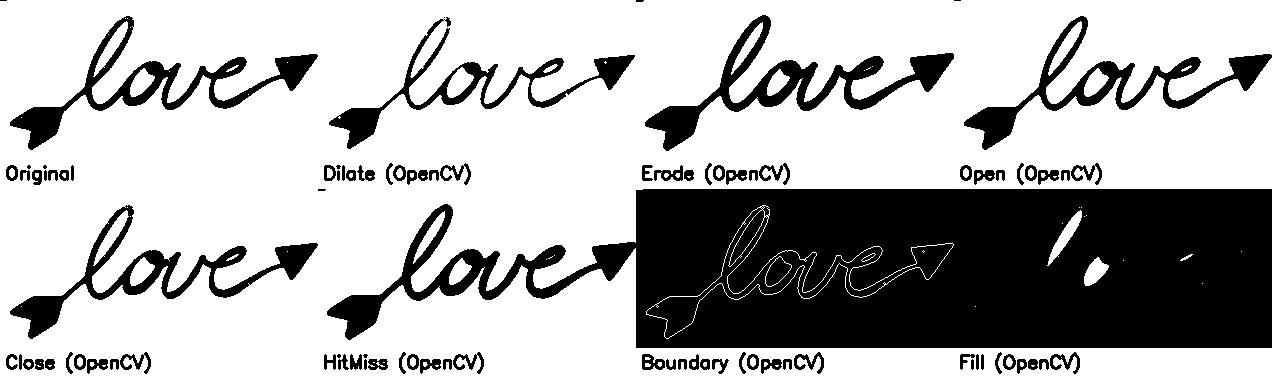 love love love love
Original Dilate (OpenCV) Erode (OpenCV) Open (OpenCV)
love love love
Close (OpenCV) HitMiss (OpenCV) Boundary (OpenCV) Fill (OpenCV)